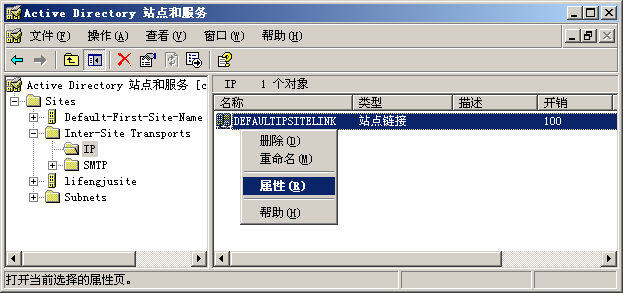 Active Directory 站点和服务
文件(F) 操作(A) 查看(V) 窗口(W) 帮助(H)
Active Directory 站点和服务 [c
Sites
Default-First-Site-Name
Inter-Site Transports
IP
SMTP
lifengjusite
Subnets
IP 1 个对象
名称 类型 描述 开销
DEFAULTIPSITELINK 站点链接 100
删除(D)
重命名(M)
属性(R)
帮助(H)
打开当前选择的属性页。